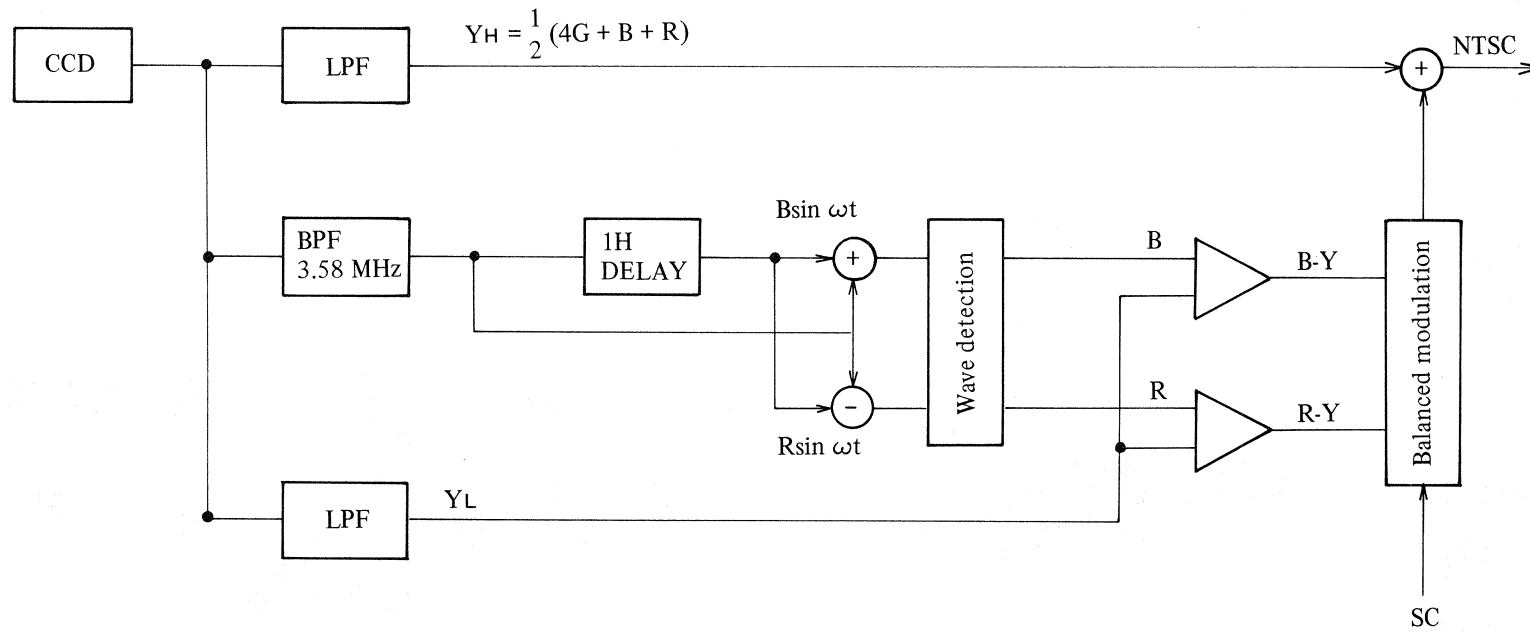 YH = 1/2 (4G + B + R)
NTSC
CCD
LPF
+
Bsin ωt
BPF
3.58 MHz
1H
DELAY
+
Wave detection
B
B-Y
Balanced modulation
R
R-Y
−
Rsin ωt
LPF
YL
SC